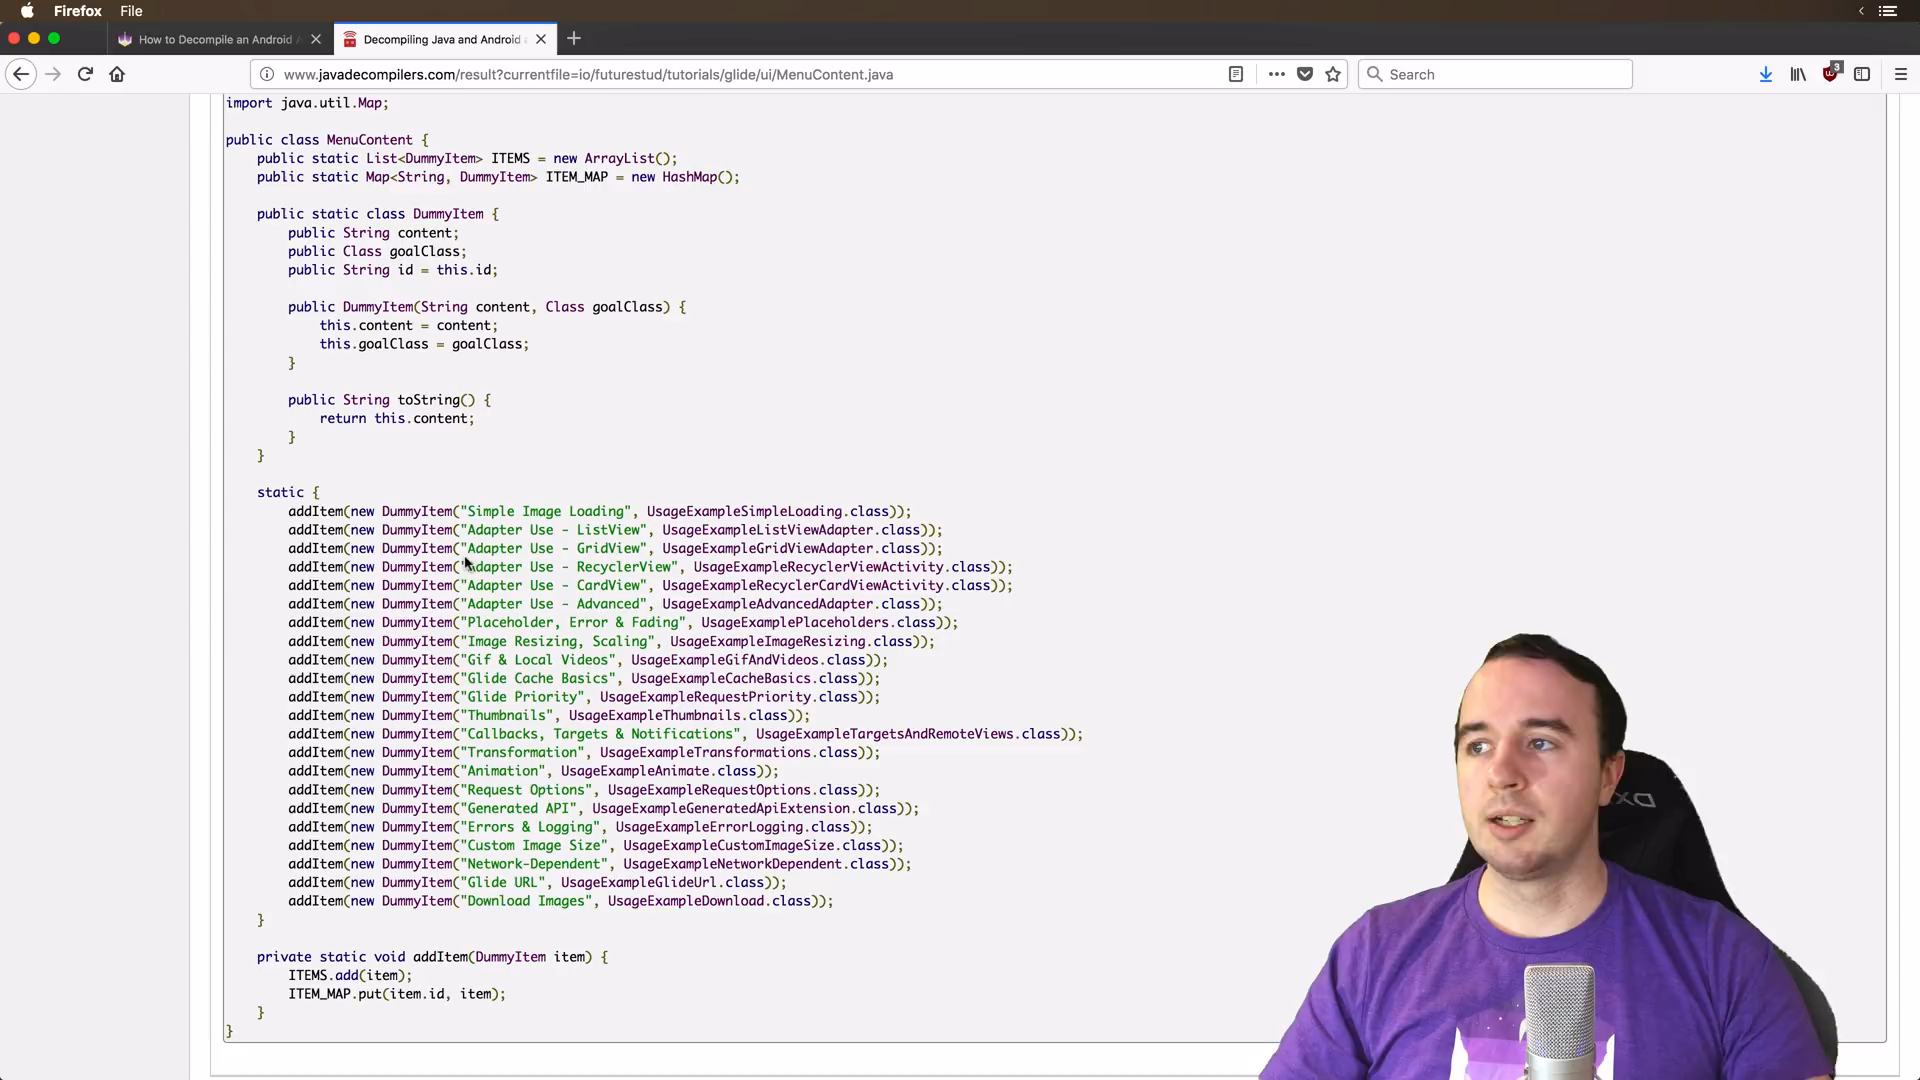 Firefox File
How to Decompile an Android
Decompiling Java and Android
www.javadecompilers.com/result?currentfile=io/futurestud/tutorials/glide/ui/MenuContent.java
Search
3
import java.util.Map;
public class MenuContent {
public static List<DummyItem> ITEMS = new ArrayList();
public static Map<String, DummyItem> ITEM_MAP = new HashMap();
public static class DummyItem {
public String content;
public Class goalClass;
public String id = this.id;
public DummyItem(String content, Class goalClass) {
this.content = content;
this.goalClass = goalClass;
}
public String toString() {
return this.content;
}
}
static {
addItem(new DummyItem("Simple Image Loading", UsageExampleSimpleLoading.class));
addItem(new DummyItem("Adapter Use - ListView", UsageExampleListViewAdapter.class));
addItem(new DummyItem("Adapter Use - GridView", UsageExampleGridViewAdapter.class));
addItem(new DummyItem("Adapter Use - RecyclerView", UsageExampleRecyclerViewActivity.class));
addItem(new DummyItem("Adapter Use - CardView", UsageExampleRecyclerCardViewActivity.class));
addItem(new DummyItem("Adapter Use - Advanced", UsageExampleAdvancedAdapter.class));
addItem(new DummyItem("Placeholder, Error & Fading", UsageExamplePlaceholders.class));
addItem(new DummyItem("Image Resizing, Scaling", UsageExampleImageResizing.class));
addItem(new DummyItem("Gif & Local Videos", UsageExampleGifAndVideos.class));
addItem(new DummyItem("Glide Cache Basics", UsageExampleCacheBasics.class));
addItem(new DummyItem("Glide Priority", UsageExampleRequestPriority.class));
addItem(new DummyItem("Thumbnails", UsageExampleThumbnails.class));
addItem(new DummyItem("Callbacks, Targets & Notifications", UsageExampleTargetsAndRemoteViews.class));
addItem(new DummyItem("Transformation", UsageExampleTransformations.class));
addItem(new DummyItem("Animation", UsageExampleAnimate.class));
addItem(new DummyItem("Request Options", UsageExampleRequestOptions.class));
addItem(new DummyItem("Generated API", UsageExampleGeneratedApiExtension.class));
addItem(new DummyItem("Errors & Logging", UsageExampleErrorLogging.class));
addItem(new DummyItem("Custom Image Size", UsageExampleCustomImageSize.class));
addItem(new DummyItem("Network-Dependent", UsageExampleNetworkDependent.class));
addItem(new DummyItem("Glide URL", UsageExampleGlideUrl.class));
addItem(new DummyItem("Download Images", UsageExampleDownload.class));
}
private static void addItem(DummyItem item) {
ITEMS.add(item);
ITEM_MAP.put(item.id, item);
}
}